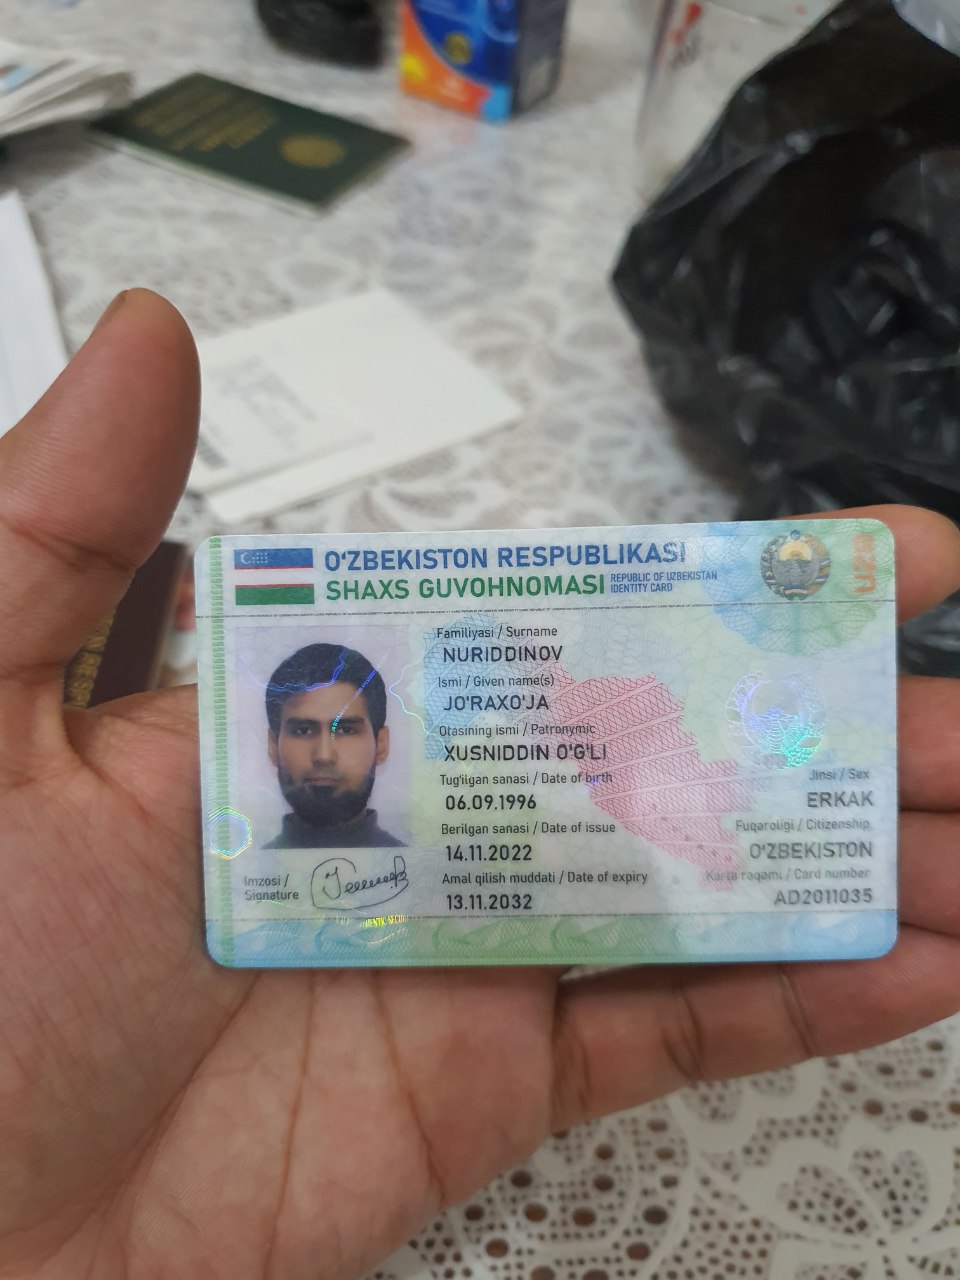 O‘ZBEKISTON RESPUBLIKASI
SHAXS GUVOHNOMASI REPUBLIC OF UZBEKISTAN IDENTITY CARD
UZB
Familiyasi / Surname
NURIDDINOV
Ismi / Given name(s)
JO'RAXO'JA
Otasining ismi / Patronymic
XUSNIDDIN O'G'LI
Tug‘ilgan sanasi / Date of birth
06.09.1996
Jinsi / Sex
ERKAK
Berilgan sanasi / Date of issue
14.11.2022
Fuqaroligi / Citizenship
O'ZBEKISTON
Amal qilish muddati / Date of expiry
13.11.2032
Karta raqami / Card number
AD2011035
Imzosi /
Signature